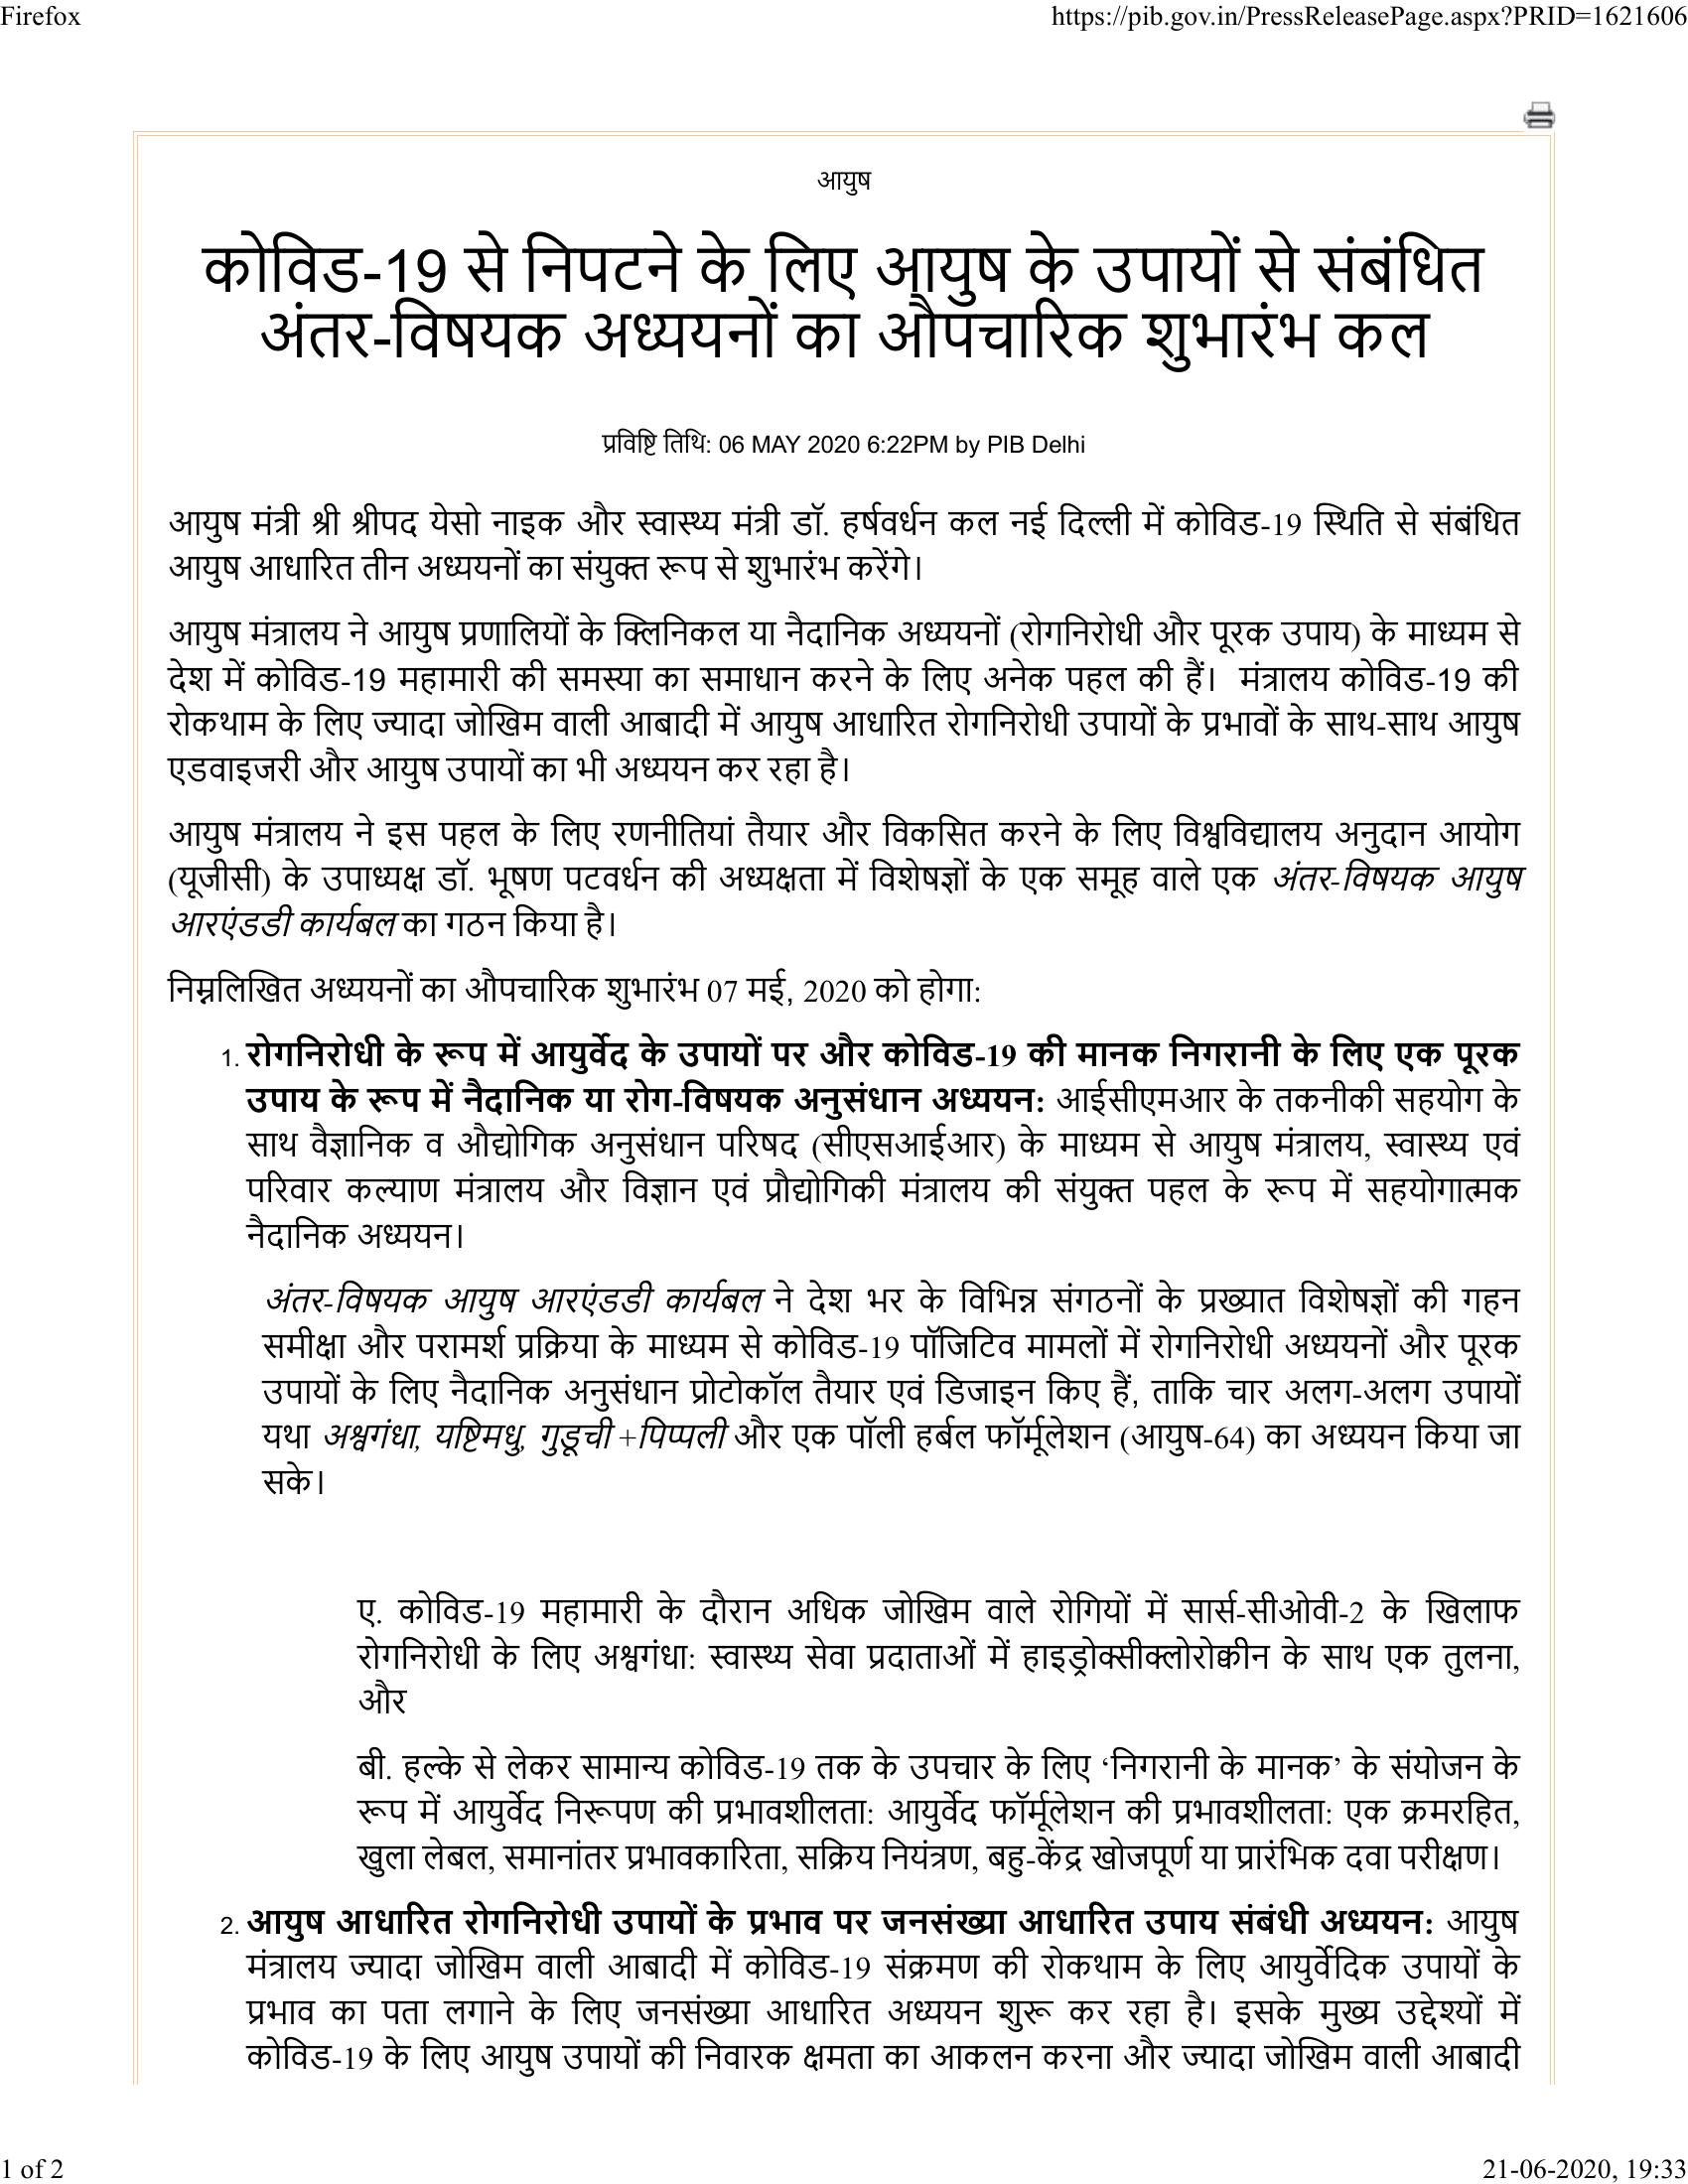 Firefox
https://pib.gov.in/PressReleasePage.aspx?PRID=1621606
आयुष
कोविड-19 से निपटने के लिए आयुष के उपायों से संबंधित
अंतर-विषयक अध्ययनों का औपचारिक शुभारंभ कल
प्रविष्टि तिथि: 06 MAY 2020 6:22PM by PIB Delhi
आयुष मंत्री श्री श्रीपद येसो नाइक और स्वास्थ्य मंत्री डॉ. हर्षवर्धन कल नई दिल्ली में कोविड-19 स्थिति से संबंधित
आयुष आधारित तीन अध्ययनों का संयुक्त रूप से शुभारंभ करेंगे।
आयुष मंत्रालय ने आयुष प्रणालियों के क्लिनिकल या नैदानिक अध्ययनों (रोगनिरोधी और पूरक उपाय) के माध्यम से
देश में कोविड-19 महामारी की समस्या का समाधान करने के लिए अनेक पहल की हैं। मंत्रालय कोविड-19 की
रोकथाम के लिए ज्यादा जोखिम वाली आबादी में आयुष आधारित रोगनिरोधी उपायों के प्रभावों के साथ-साथ आयुष
एडवाइजरी और आयुष उपायों का भी अध्ययन कर रहा है।
आयुष मंत्रालय ने इस पहल के लिए रणनीतियां तैयार और विकसित करने के लिए विश्वविद्यालय अनुदान आयोग
(यूजीसी) के उपाध्यक्ष डॉ. भूषण पटवर्धन की अध्यक्षता में विशेषज्ञों के एक समूह वाले एक अंतर-विषयक आयुष
आरएंडडी कार्यबल का गठन किया है।
निम्नलिखित अध्ययनों का औपचारिक शुभारंभ 07 मई, 2020 को होगा:
1. रोगनिरोधी के रूप में आयुर्वेद के उपायों पर और कोविड-19 की मानक निगरानी के लिए एक पूरक
उपाय के रूप में नैदानिक या रोग-विषयक अनुसंधान अध्ययन: आईसीएमआर के तकनीकी सहयोग के
साथ वैज्ञानिक व औद्योगिक अनुसंधान परिषद (सीएसआईआर) के माध्यम से आयुष मंत्रालय, स्वास्थ्य एवं
परिवार कल्याण मंत्रालय और विज्ञान एवं प्रौद्योगिकी मंत्रालय की संयुक्त पहल के रूप में सहयोगात्मक
नैदानिक अध्ययन।
अंतर-विषयक आयुष आरएंडडी कार्यबल ने देश भर के विभिन्न संगठनों के प्रख्यात विशेषज्ञों की गहन
समीक्षा और परामर्श प्रक्रिया के माध्यम से कोविड-19 पॉजिटिव मामलों में रोगनिरोधी अध्ययनों और पूरक
उपायों के लिए नैदानिक अनुसंधान प्रोटोकॉल तैयार एवं डिजाइन किए हैं, ताकि चार अलग-अलग उपायों
यथा अश्वगंधा, यष्टिमधु, गुडूची +पिप्पली और एक पॉली हर्बल फॉर्मूलेशन (आयुष-64) का अध्ययन किया जा
सके।
ए. कोविड-19 महामारी के दौरान अधिक जोखिम वाले रोगियों में सार्स-सीओवी-2 के खिलाफ
रोगनिरोधी के लिए अश्वगंधा: स्वास्थ्य सेवा प्रदाताओं में हाइड्रोक्सीक्लोरोक्वीन के साथ एक तुलना,
और
बी. हल्के से लेकर सामान्य कोविड-19 तक के उपचार के लिए ‘निगरानी के मानक’ के संयोजन के
रूप में आयुर्वेद निरूपण की प्रभावशीलता: आयुर्वेद फॉर्मूलेशन की प्रभावशीलता: एक क्रमरहित,
खुला लेबल, समानांतर प्रभावकारिता, सक्रिय नियंत्रण, बहु-केंद्र खोजपूर्ण या प्रारंभिक दवा परीक्षण।
2. आयुष आधारित रोगनिरोधी उपायों के प्रभाव पर जनसंख्या आधारित उपाय संबंधी अध्ययन: आयुष
मंत्रालय ज्यादा जोखिम वाली आबादी में कोविड-19 संक्रमण की रोकथाम के लिए आयुर्वेदिक उपायों के
प्रभाव का पता लगाने के लिए जनसंख्या आधारित अध्ययन शुरू कर रहा है। इसके मुख्य उद्देश्यों में
कोविड-19 के लिए आयुष उपायों की निवारक क्षमता का आकलन करना और ज्यादा जोखिम वाली आबादी
1 of 2
21-06-2020, 19:33